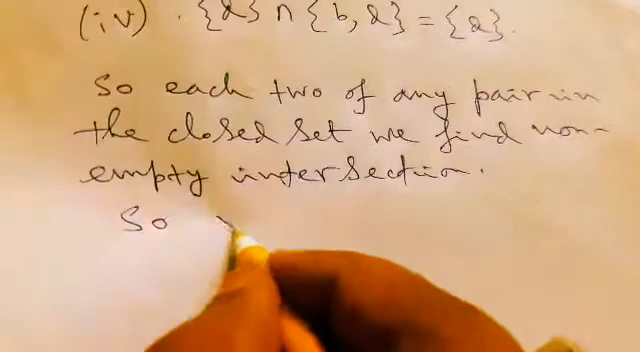 (iv) . {d} ∩ {b, d} = {d}.
So each two of any pair in
the closed set we find non-
empty intersection.
So